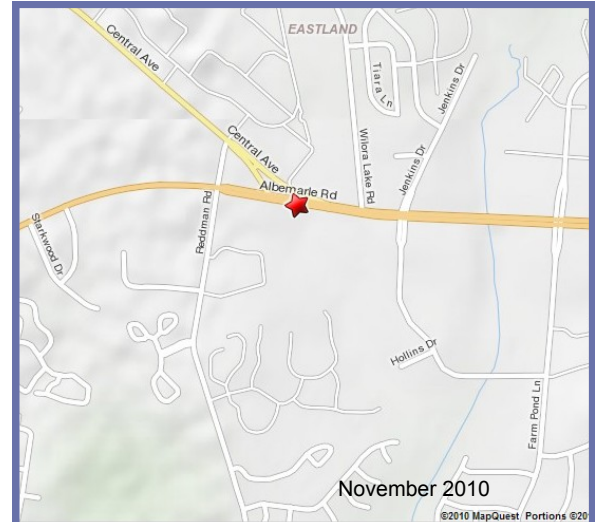 EASTLAND
Central Ave
Tiara Ln
Jenkins Dr
Central Ave
Wilora Lake Rd
Jenkins Dr
Albemarle Rd
Reddman Rd
Starkwood Dr
Hollins Dr
Farm Pond Ln
November 2010
©2010 MapQuest Portions ©201